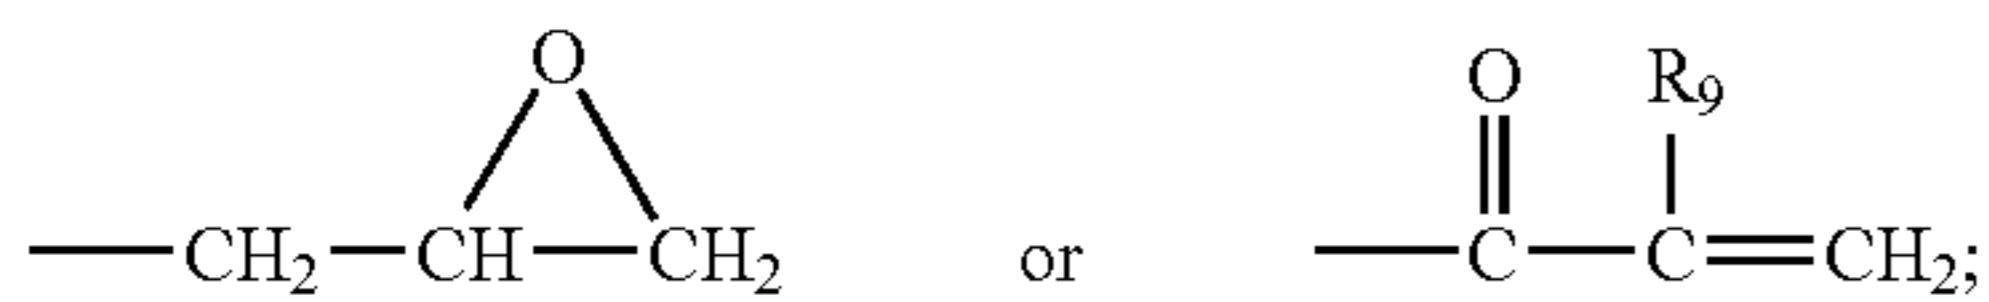 O O R₉
—CH₂—CH—CH₂ or —C—C=CH₂;